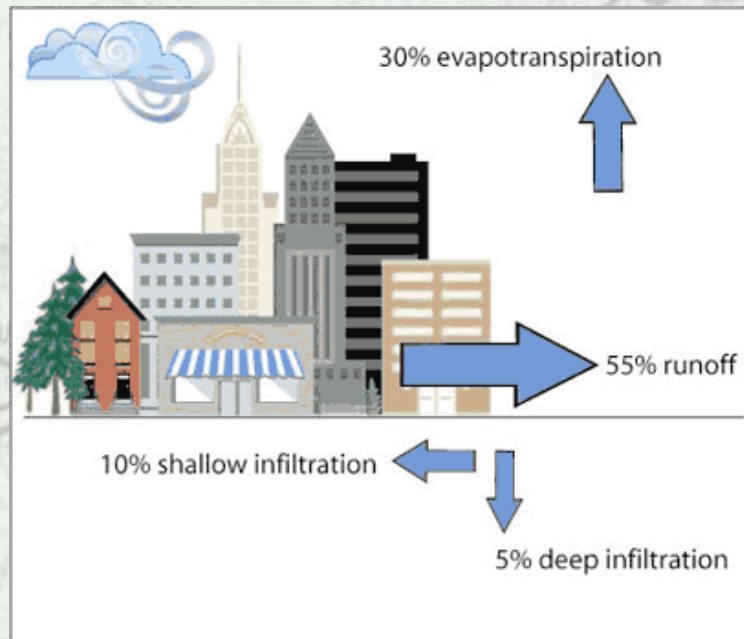 30% evapotranspiration
55% runoff
10% shallow infiltration
5% deep infiltration